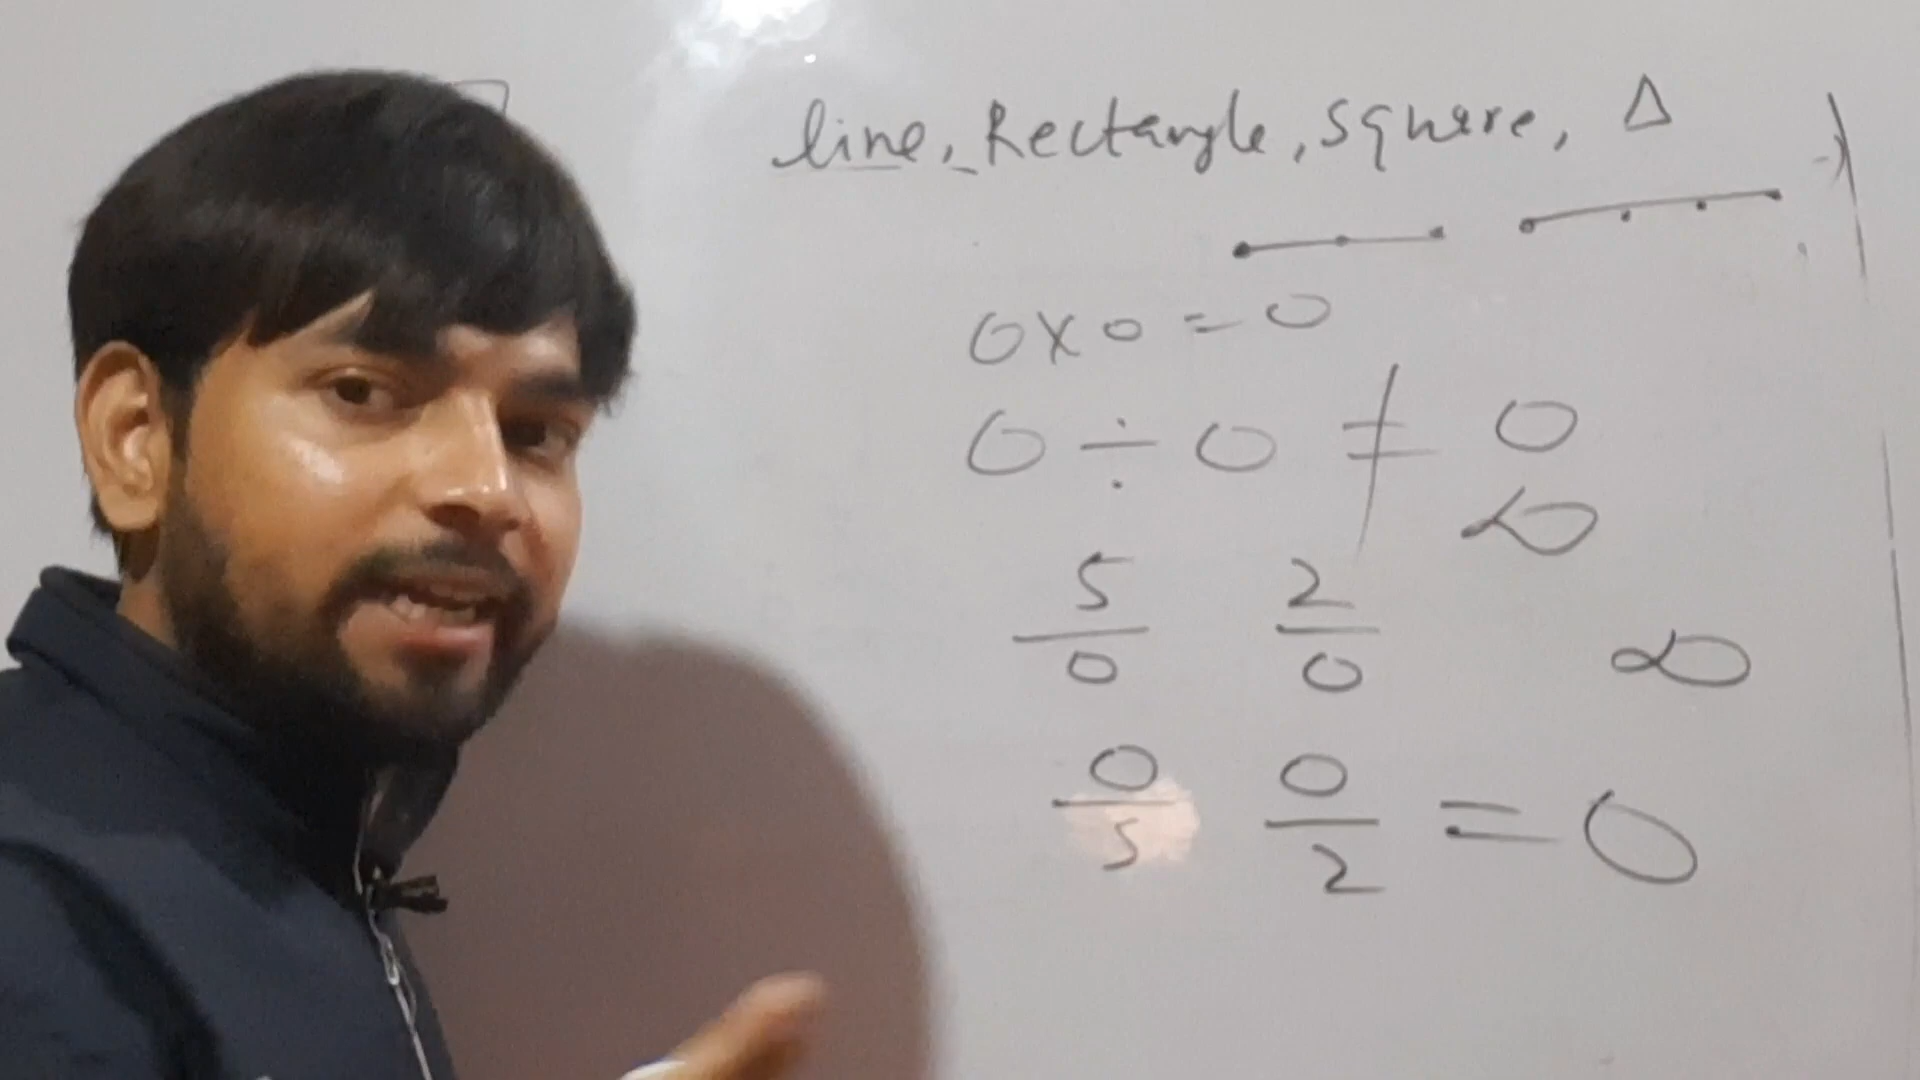 line, Rectangle, square, Δ
0 x 0 = 0
0 ÷ 0 ≠ 0
∞
5/0 2/0 ∞
0/5 0/2 = 0